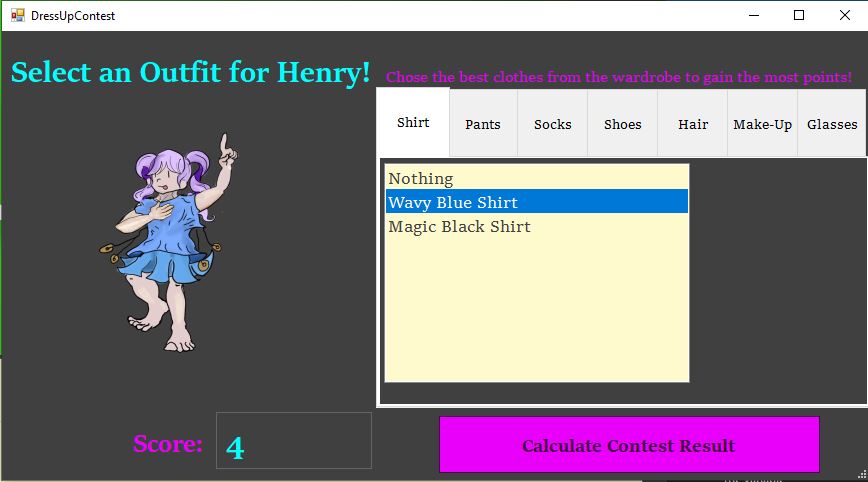 DressUpContest
Select an Outfit for Henry!
Chose the best clothes from the wardrobe to gain the most points!
Shirt Pants Socks Shoes Hair Make-Up Glasses
Nothing
Wavy Blue Shirt
Magic Black Shirt
Score: 4
Calculate Contest Result